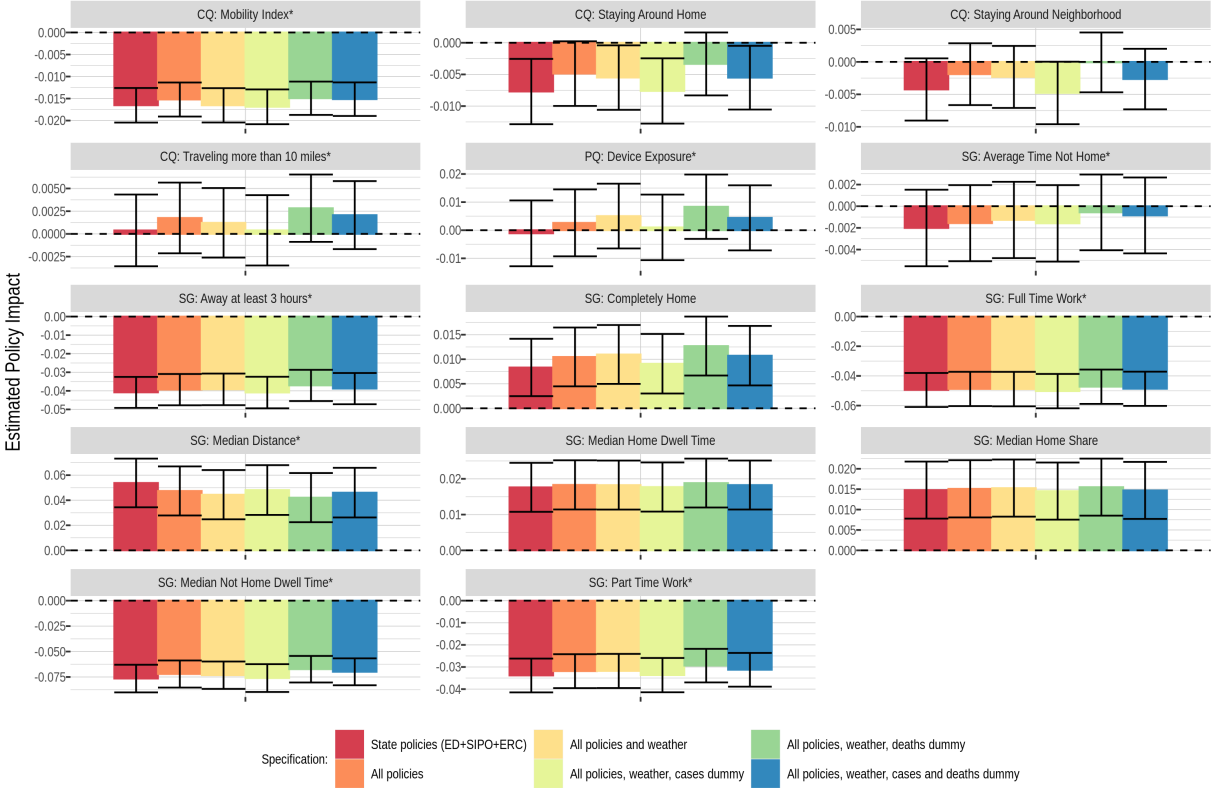 CQ: Mobility Index*
CQ: Staying Around Home
CQ: Staying Around Neighborhood
0.000
-0.005
-0.010
-0.015
-0.020
0.000
-0.005
-0.010
0.005
0.000
-0.005
-0.010
CQ: Traveling more than 10 miles*
PQ: Device Exposure*
SG: Average Time Not Home*
0.0050
0.0025
0.0000
-0.0025
0.02
0.01
0.00
-0.01
0.002
0.000
-0.002
-0.004
Estimated Policy Impact
SG: Away at least 3 hours*
SG: Completely Home
SG: Full Time Work*
0.00
-0.01
-0.02
-0.03
-0.04
-0.05
0.015
0.010
0.005
0.000
0.00
-0.02
-0.04
-0.06
SG: Median Distance*
SG: Median Home Dwell Time
SG: Median Home Share
0.06
0.04
0.02
0.00
0.02
0.01
0.00
0.020
0.015
0.010
0.005
0.000
SG: Median Not Home Dwell Time*
SG: Part Time Work*
0.000
-0.025
-0.050
-0.075
0.00
-0.01
-0.02
-0.03
-0.04
Specification:
State policies (ED+SIPO+ERC)
All policies
All policies and weather
All policies, weather, cases dummy
All policies, weather, deaths dummy
All policies, weather, cases and deaths dummy